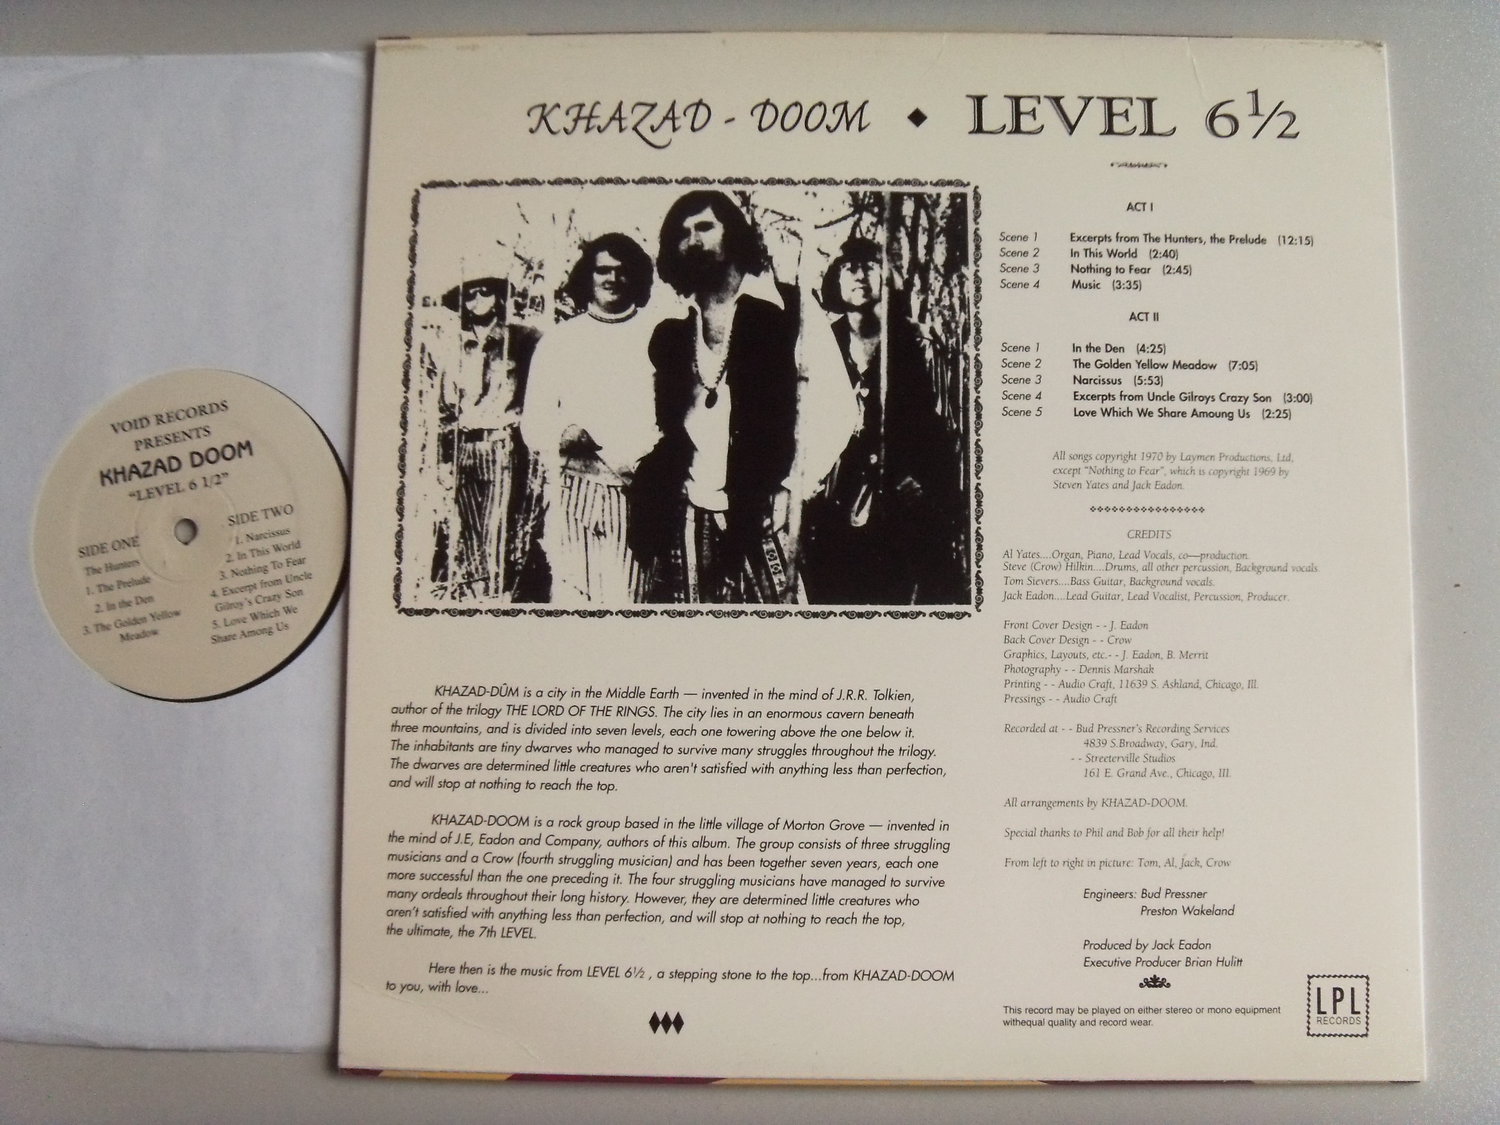 VOID RECORDS
PRESENTS
KHAZAD DOOM
"LEVEL 6 1/2"
SIDE ONE
The Hunters
1. The Prelude
2. In the Den
3. The Golden Yellow
Meadow
SIDE TWO
1. Narcissus
2. In This World
3. Nothing To Fear
4. Excerpt from Uncle
Gilroy's Crazy Son
5. Love Which We
Share Among Us
KHAZAD - DOOM ◆ LEVEL 6½
ACT I
Scene 1 Excerpts from The Hunters, the Prelude (12:15)
Scene 2 In This World (2:40)
Scene 3 Nothing to Fear (2:45)
Scene 4 Music (3:35)
ACT II
Scene 1 In the Den (4:25)
Scene 2 The Golden Yellow Meadow (7:05)
Scene 3 Narcissus (5:53)
Scene 4 Excerpts from Uncle Gilroys Crazy Son (3:00)
Scene 5 Love Which We Share Amoung Us (2:25)
All songs copyright 1970 by Laymen Productions, Ltd,
except "Nothing to Fear", which is copyright 1969 by
Steven Yates and Jack Eadon.
CREDITS
Al Yates....Organ, Piano, Lead Vocals, co—production.
Steve (Crow) Hilkin....Drums, all other percussion, Background vocals.
Tom Sievers....Bass Guitar, Background vocals.
Jack Eadon....Lead Guitar, Lead Vocalist, Percussion, Producer.
Front Cover Design - - J. Eadon
Back Cover Design - - Crow
Graphics, Layouts, etc.- - J. Eadon, B. Merrit
Photography - - Dennis Marshak
Printing - - Audio Craft, 11639 S. Ashland, Chicago, Ill.
Pressings - - Audio Craft
Recorded at - - Bud Pressner's Recording Services
4839 S.Broadway, Gary, Ind.
- - Streeterville Studios
161 E. Grand Ave., Chicago, Ill.
All arrangements by KHAZAD-DOOM.
Special thanks to Phil and Bob for all their help!
From left to right in picture: Tom, Al, Jack, Crow
Engineers: Bud Pressner
Preston Wakeland
Produced by Jack Eadon
Executive Producer Brian Hulitt
This record may be played on either stereo or mono equipment
withequal quality and record wear.
LPL
RECORDS
KHAZAD-DÛM is a city in the Middle Earth — invented in the mind of J.R.R. Tolkien,
author of the trilogy THE LORD OF THE RINGS. The city lies in an enormous cavern beneath
three mountains, and is divided into seven levels, each one towering above the one below it.
The inhabitants are tiny dwarves who managed to survive many struggles throughout the trilogy.
The dwarves are determined little creatures who aren't satisfied with anything less than perfection,
and will stop at nothing to reach the top.
KHAZAD-DOOM is a rock group based in the little village of Morton Grove — invented in
the mind of J.E, Eadon and Company, authors of this album. The group consists of three struggling
musicians and a Crow (fourth struggling musician) and has been together seven years, each one
more successful than the one preceding it. The four struggling musicians have managed to survive
many ordeals throughout their long history. However, they are determined little creatures who
aren't satisfied with anything less than perfection, and will stop at nothing to reach the top,
the ultimate, the 7th LEVEL.
Here then is the music from LEVEL 6½ , a stepping stone to the top...from KHAZAD-DOOM
to you, with love...